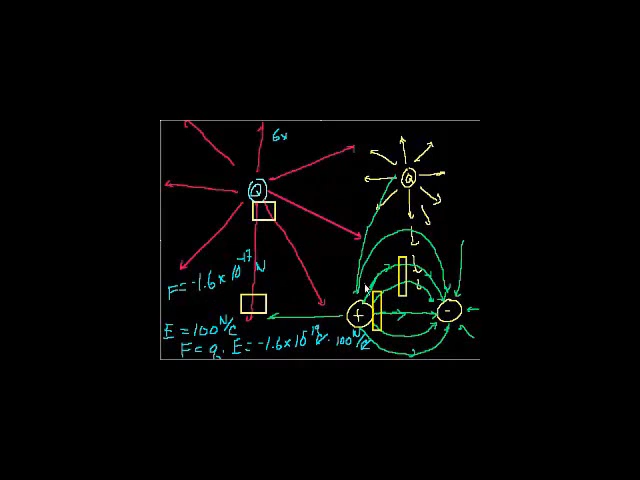 6x
Q
Q
F = -1.6 x 10^-17 N
+
-
E = 100 N/C
F = q · E = -1.6 x 10^-19 C · 100 N/C